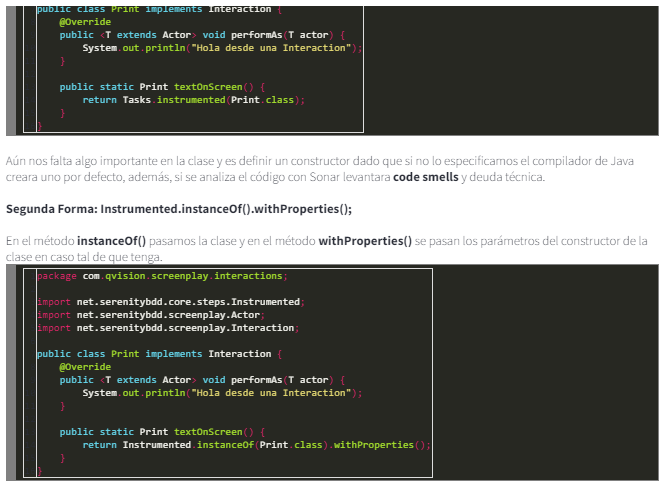 public class Print implements Interaction {
@Override
public <T extends Actor> void performAs(T actor) {
System.out.println("Hola desde una Interaction");
}
public static Print textOnScreen() {
return Tasks.instrumented(Print.class);
}
}
Aún nos falta algo importante en la clase y es definir un constructor dado que si no lo especificamos el compilador de Java
creara uno por defecto, además, si se analiza el código con Sonar levantara code smells y deuda técnica.
Segunda Forma: Instrumented.instanceOf().withProperties();
En el método instanceOf() pasamos la clase y en el método withProperties() se pasan los parámetros del constructor de la
clase en caso tal de que tenga.
package com.qvision.screenplay.interactions;
import net.serenitybdd.core.steps.Instrumented;
import net.serenitybdd.screenplay.Actor;
import net.serenitybdd.screenplay.Interaction;
public class Print implements Interaction {
@Override
public <T extends Actor> void performAs(T actor) {
System.out.println("Hola desde una Interaction");
}
public static Print textOnScreen() {
return Instrumented.instanceOf(Print.class).withProperties();
}
}